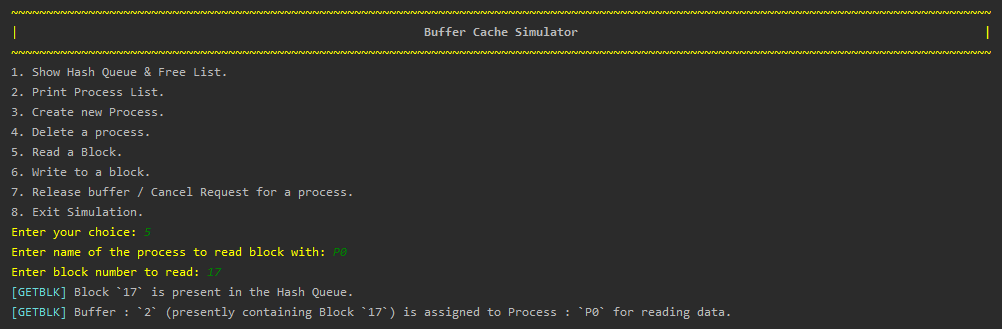 ~~~~~~~~~~~~~~~~~~~~~~~~~~~~~~~~~~~~~~~~~~~~~~~~~~~~~~~~~~~~~~~~~~~~~~~~~~~~~~~~~~~~~~~~~~~~~~~~~~~~~~~~~~~~~~~~~~~~~~~~~~~~~~~~~~~~~~~~~~~~
| Buffer Cache Simulator |
~~~~~~~~~~~~~~~~~~~~~~~~~~~~~~~~~~~~~~~~~~~~~~~~~~~~~~~~~~~~~~~~~~~~~~~~~~~~~~~~~~~~~~~~~~~~~~~~~~~~~~~~~~~~~~~~~~~~~~~~~~~~~~~~~~~~~~~~~~~~
1. Show Hash Queue & Free List.
2. Print Process List.
3. Create new Process.
4. Delete a process.
5. Read a Block.
6. Write to a block.
7. Release buffer / Cancel Request for a process.
8. Exit Simulation.
Enter your choice: 5
Enter name of the process to read block with: P0
Enter block number to read: 17
[GETBLK] Block `17` is present in the Hash Queue.
[GETBLK] Buffer : `2` (presently containing Block `17`) is assigned to Process : `P0` for reading data.